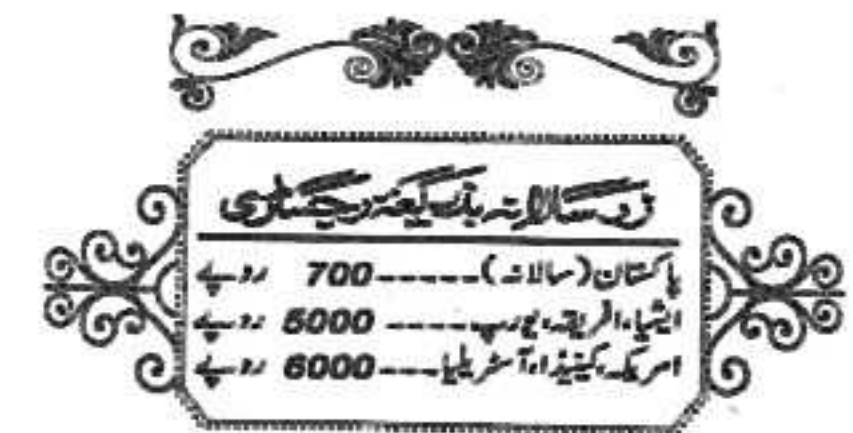 زرِ سالانہ بذریعہ رجسٹری
پاکستان (سالانہ)-----700 روپے
ایشیا، افریقہ، یورپ----5000 روپے
امریکہ، کینیڈا، آسٹریلیا---6000 روپے